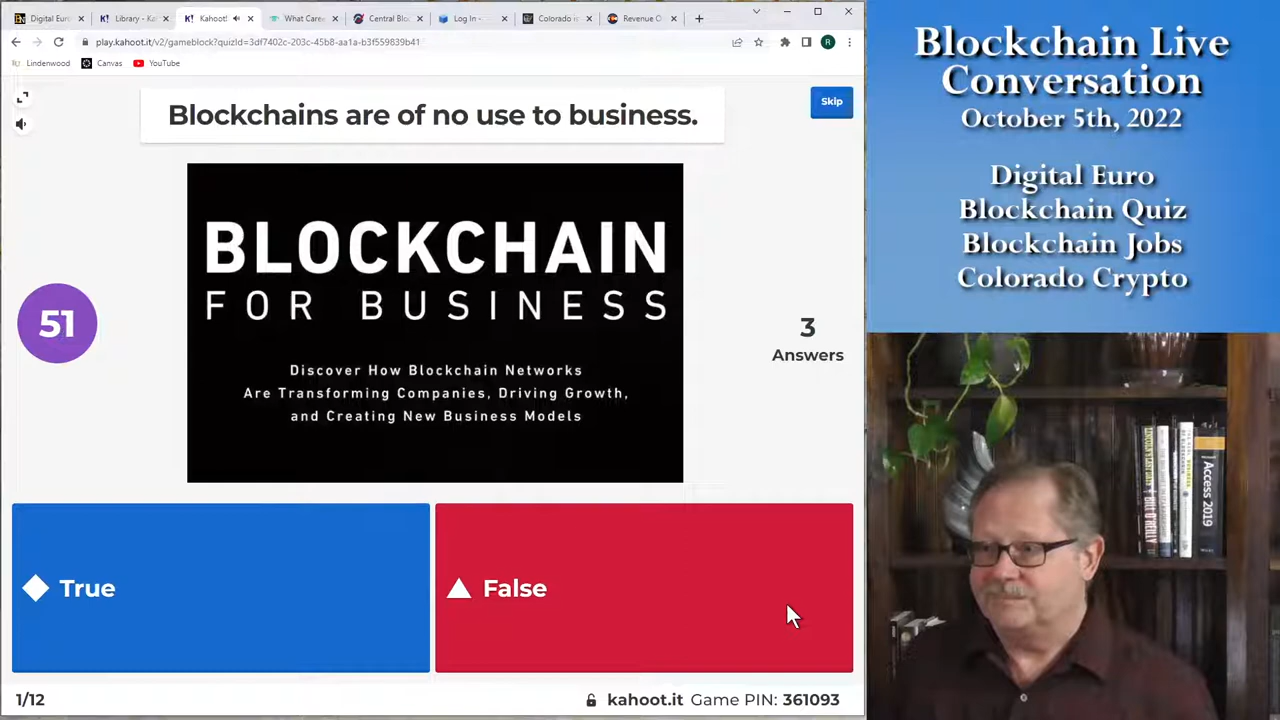 Digital Euro
Library - Ka
Kahoot!
What Caree
Central Blo
Log In -
Colorado is
Revenue O
play.kahoot.it/v2/gameblock?quizId=3df7402c-203c-45b8-aa1a-b3f559839b41
R
Lindenwood
Canvas
YouTube
Blockchains are of no use to business.
Skip
BLOCKCHAIN
FOR BUSINESS
Discover How Blockchain Networks
Are Transforming Companies, Driving Growth,
and Creating New Business Models
51
3
Answers
True
False
1/12
kahoot.it Game PIN: 361093
Blockchain Live
Conversation
October 5th, 2022
Digital Euro
Blockchain Quiz
Blockchain Jobs
Colorado Crypto
Access 2019